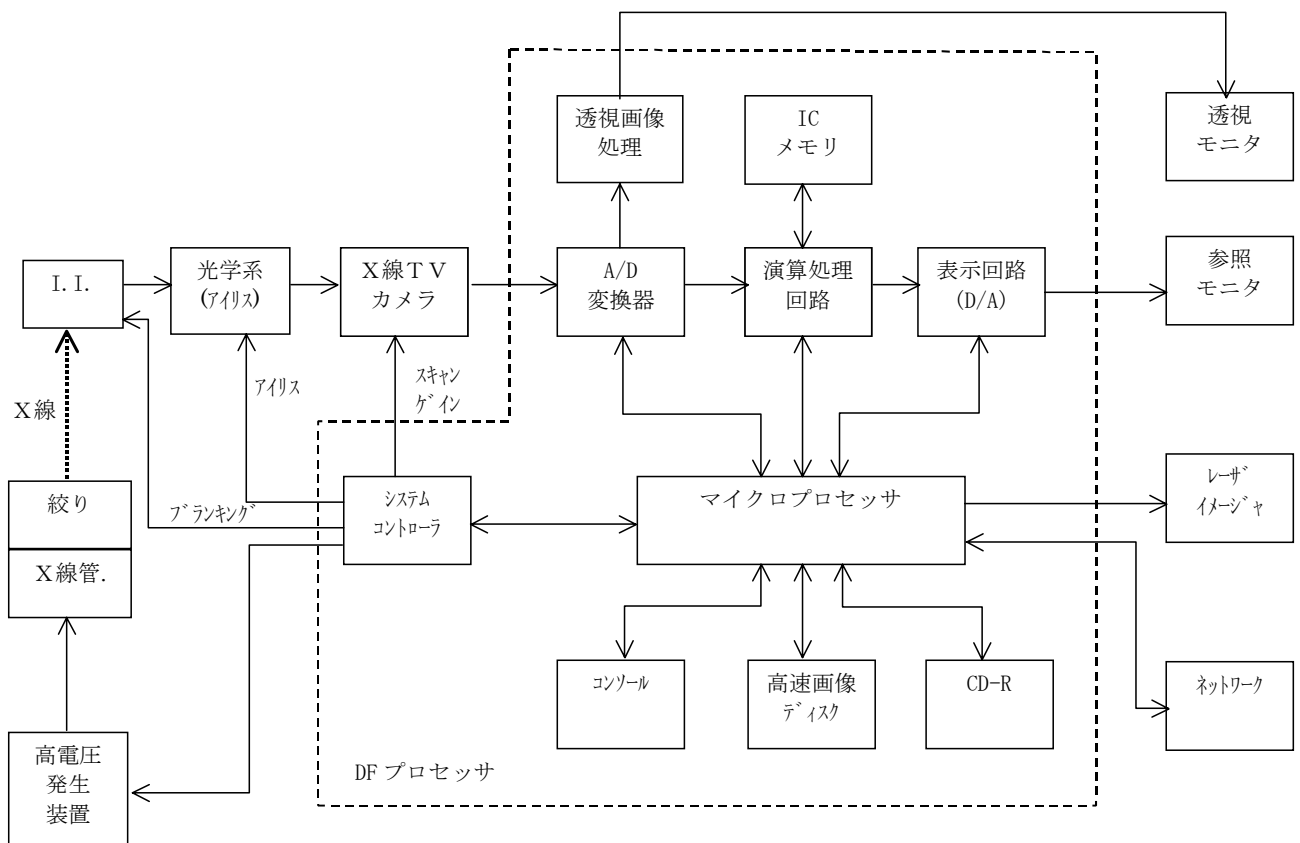 透視画像
処理
IC
メモリ
透視
モニタ
I.I.
光学系
(アイリス)
X線TV
カメラ
A/D
変換器
演算処理
回路
表示回路
(D/A)
参照
モニタ
X線
アイリス
スキャン
ゲイン
絞り
X線管.
ブランキング
システム
コントローラ
マイクロプロセッサ
レーザ
イメージャ
コンソール
高速画像
ディスク
CD-R
ネットワーク
高電圧
発生
装置
DFプロセッサ